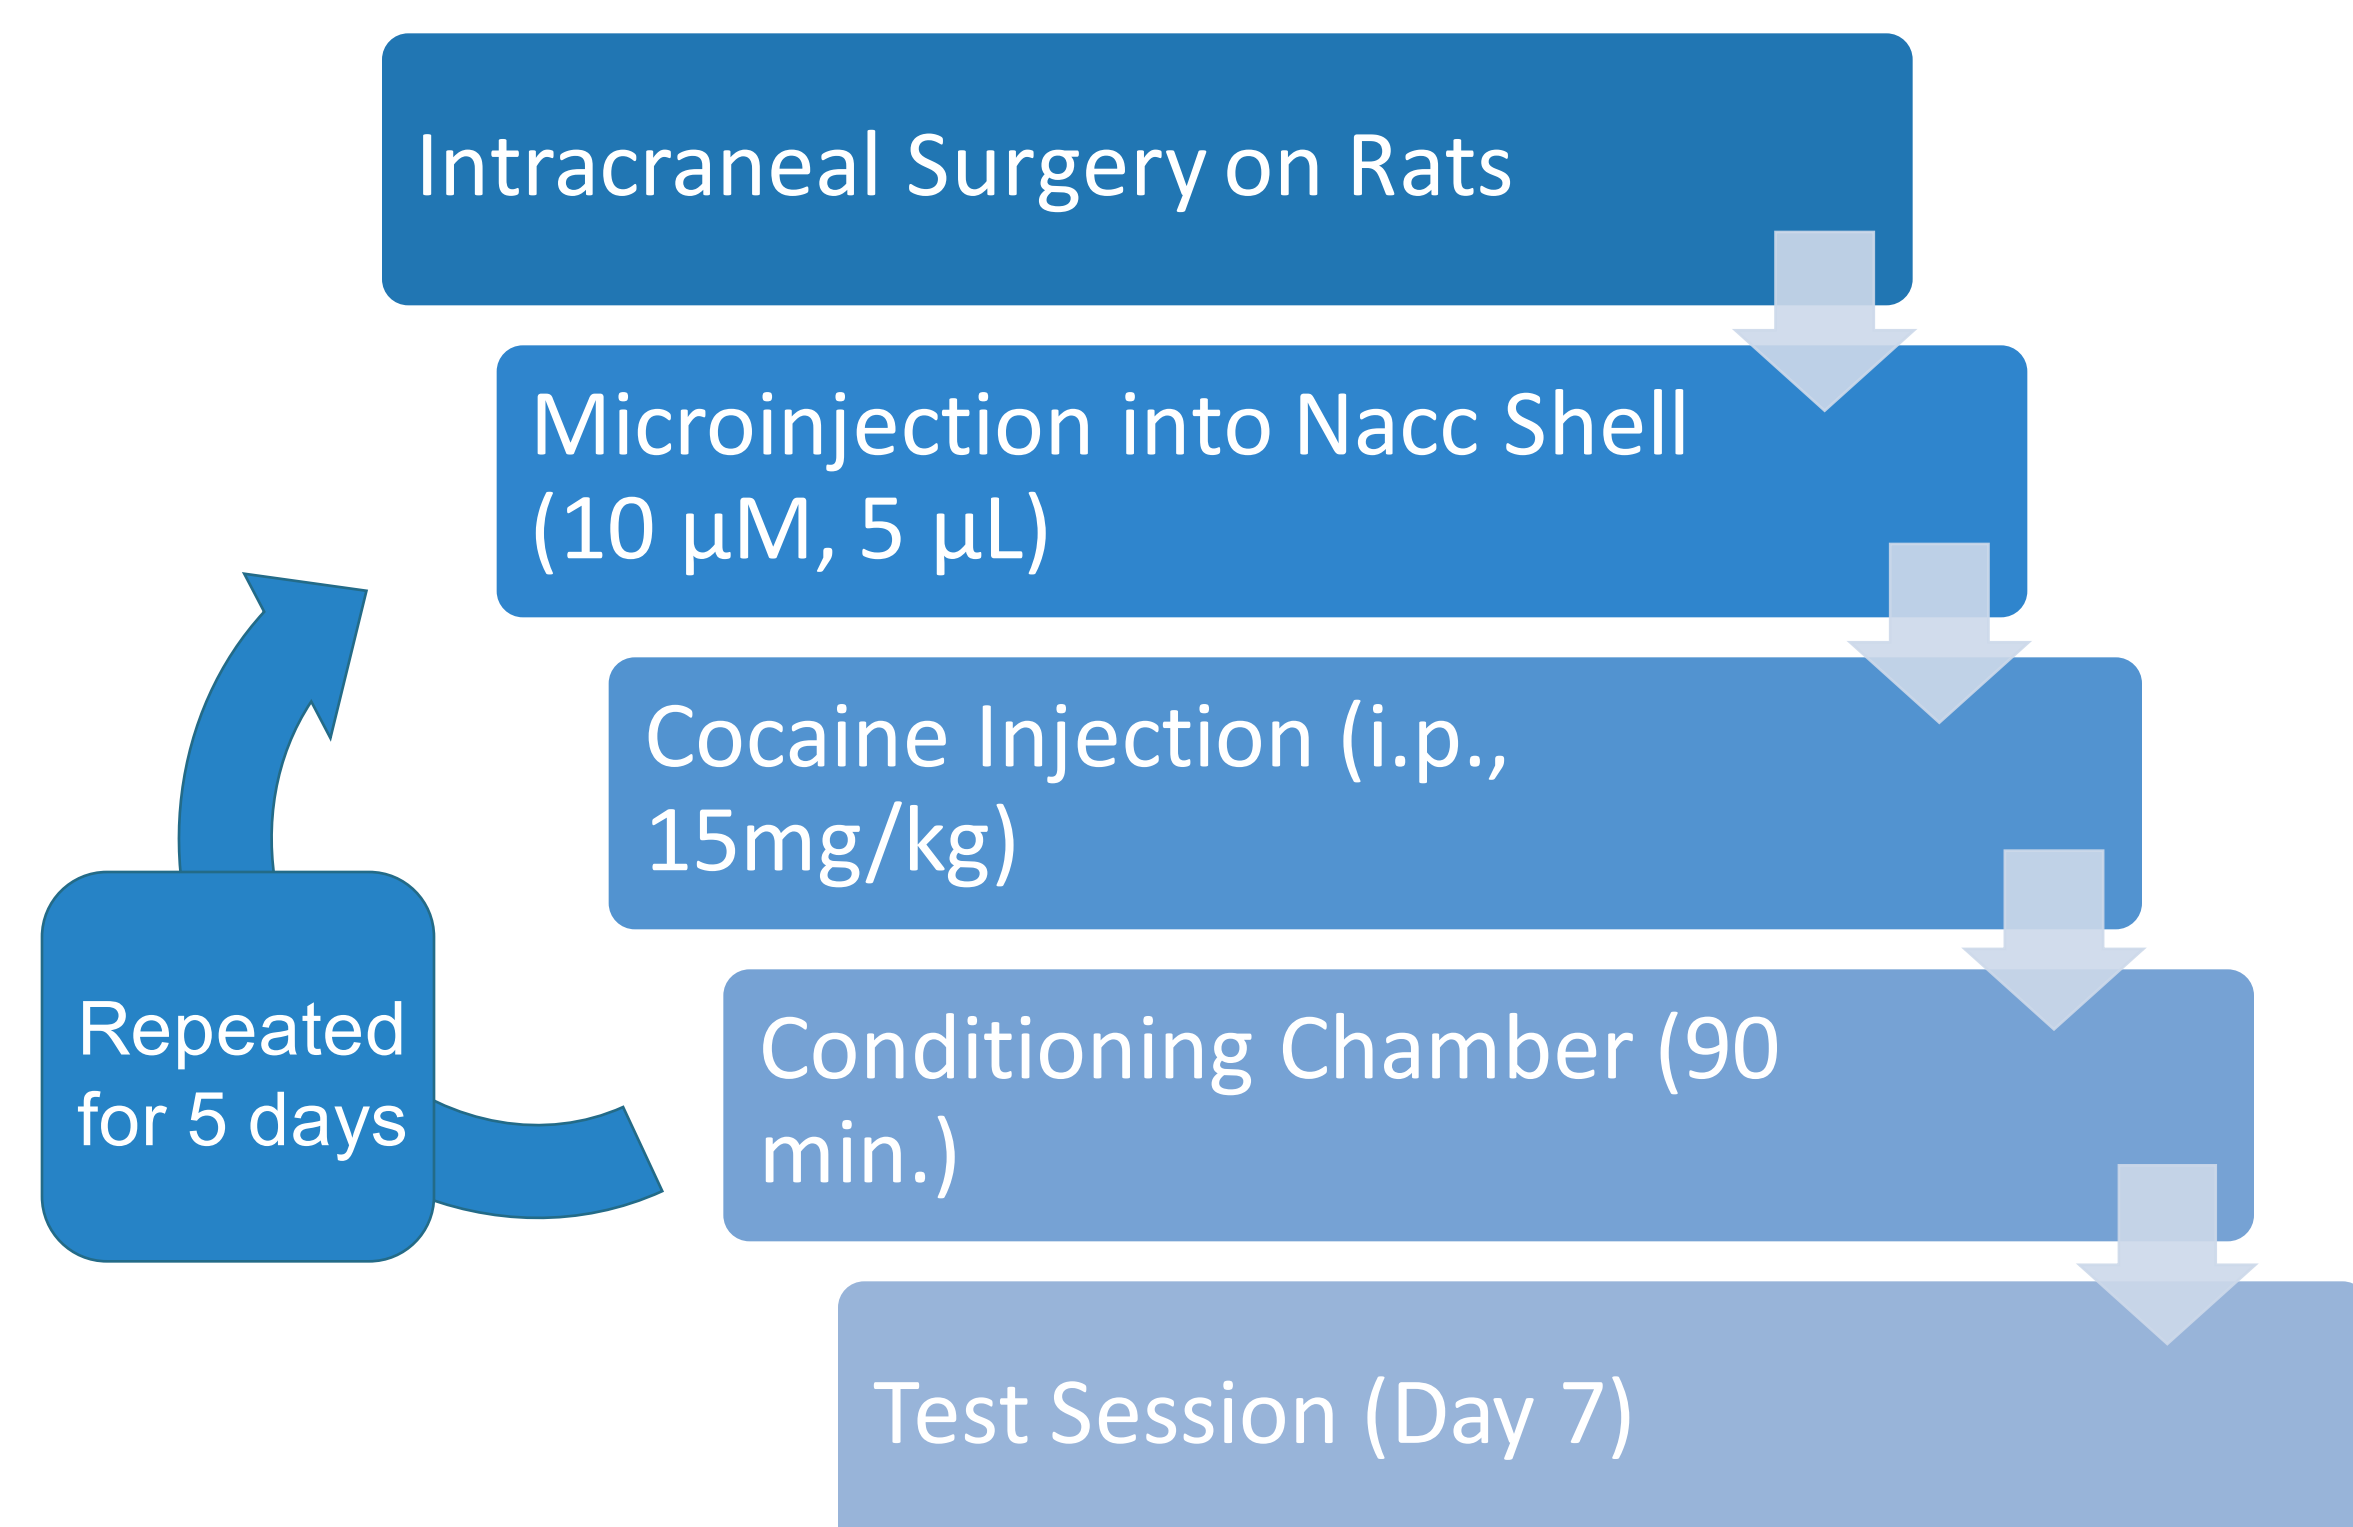 Intracraneal Surgery on Rats
Microinjection into Nacc Shell
(10 µM, 5 µL)
Cocaine Injection (i.p.,
15mg/kg)
Conditioning Chamber (90
min.)
Test Session (Day 7)
Repeated
for 5 days